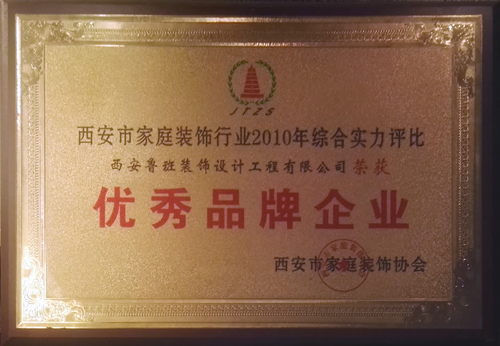 JTZS
西安市家庭装饰行业2010年综合实力评比
西安鲁班装饰设计工程有限公司 荣获
优秀品牌企业
西安市家庭装饰协会